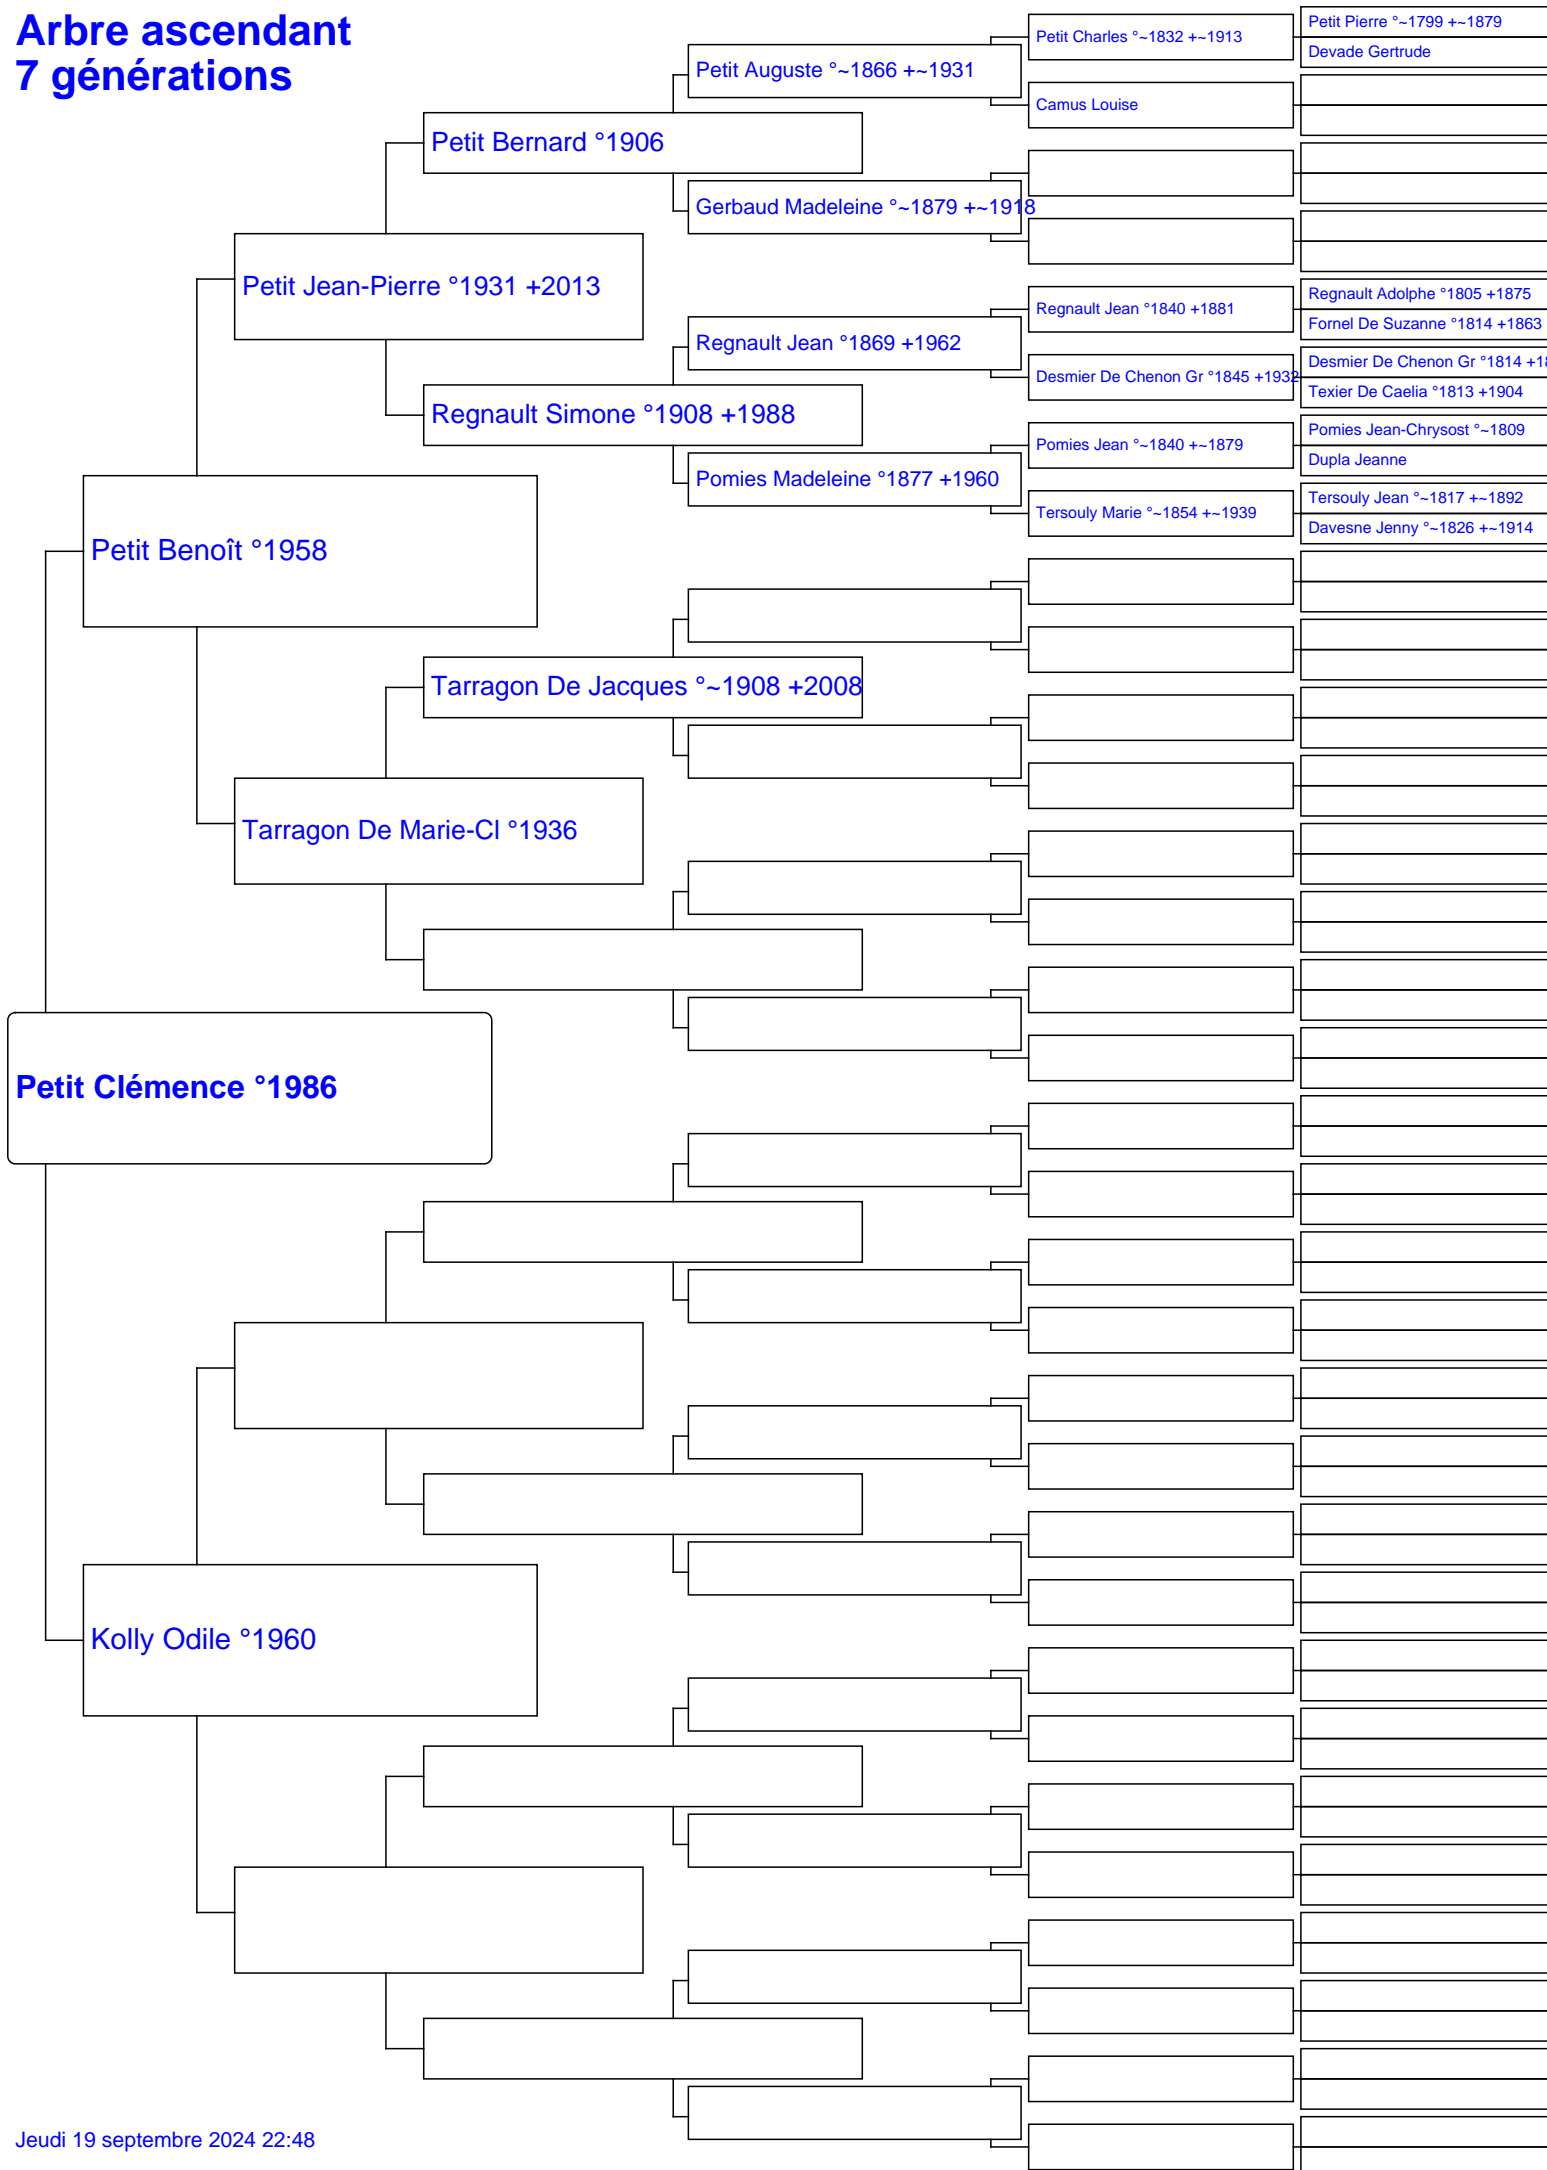 Arbre ascendant
7 générations
Petit Pierre °~1799 +~1879
Petit Charles °~1832 +~1913
Devade Gertrude
Petit Auguste °~1866 +~1931
Camus Louise
Petit Bernard °1906
Gerbaud Madeleine °~1879 +~1918
Petit Jean-Pierre °1931 +2013
Regnault Adolphe °1805 +1875
Regnault Jean °1840 +1881
Fornel De Suzanne °1814 +1863
Regnault Jean °1869 +1962
Desmier De Chenon Gr °1814 +18
Desmier De Chenon Gr °1845 +1932
Texier De Caelia °1813 +1904
Regnault Simone °1908 +1988
Pomies Jean-Chrysost °~1809
Pomies Jean °~1840 +~1879
Dupla Jeanne
Pomies Madeleine °1877 +1960
Tersouly Jean °~1817 +~1892
Tersouly Marie °~1854 +~1939
Davesne Jenny °~1826 +~1914
Petit Benoît °1958
Tarragon De Jacques °~1908 +2008
Tarragon De Marie-Cl °1936
Petit Clémence °1986
Kolly Odile °1960
Jeudi 19 septembre 2024 22:48